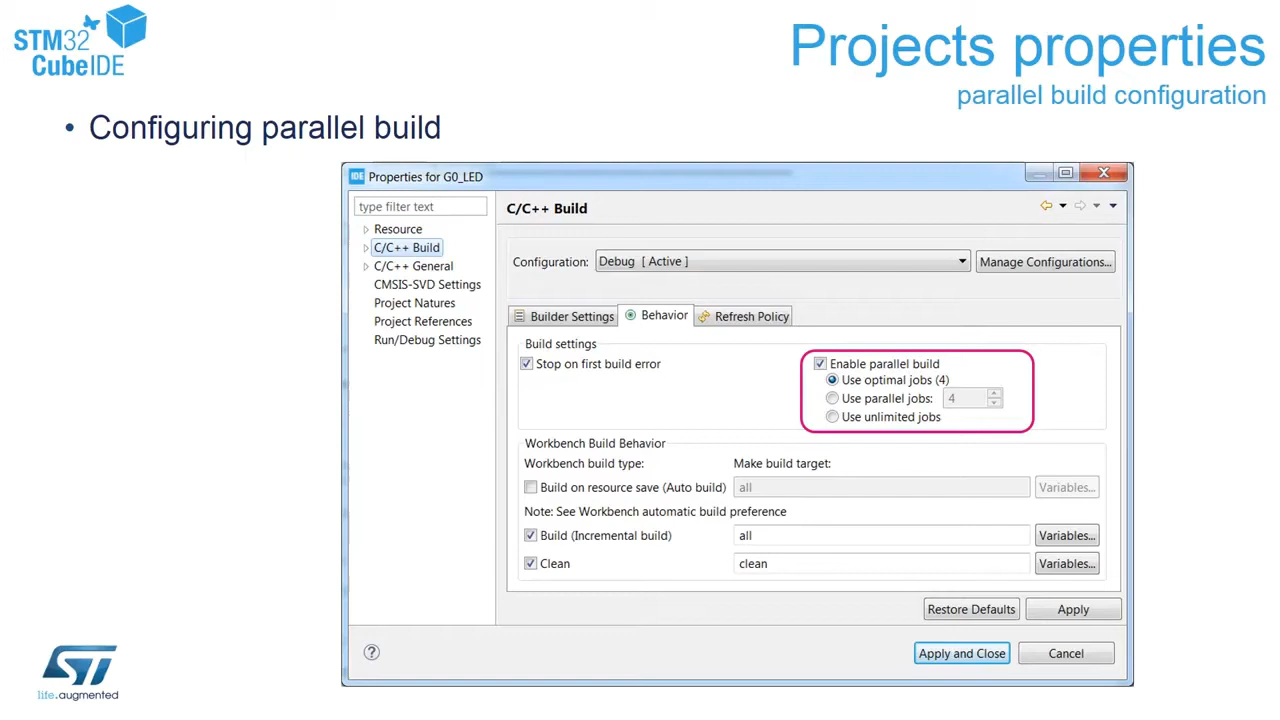 STM32
CubeIDE
Projects properties
parallel build configuration
• Configuring parallel build
IDE Properties for G0_LED
type filter text
Resource
C/C++ Build
C/C++ General
CMSIS-SVD Settings
Project Natures
Project References
Run/Debug Settings
C/C++ Build
Configuration: Debug [ Active ] Manage Configurations...
Builder Settings Behavior Refresh Policy
Build settings
Stop on first build error
Enable parallel build
Use optimal jobs (4)
Use parallel jobs: 4
Use unlimited jobs
Workbench Build Behavior
Workbench build type: Make build target:
Build on resource save (Auto build) all Variables...
Note: See Workbench automatic build preference
Build (Incremental build) all Variables...
Clean clean Variables...
Restore Defaults Apply
? Apply and Close Cancel
ST
life.augmented